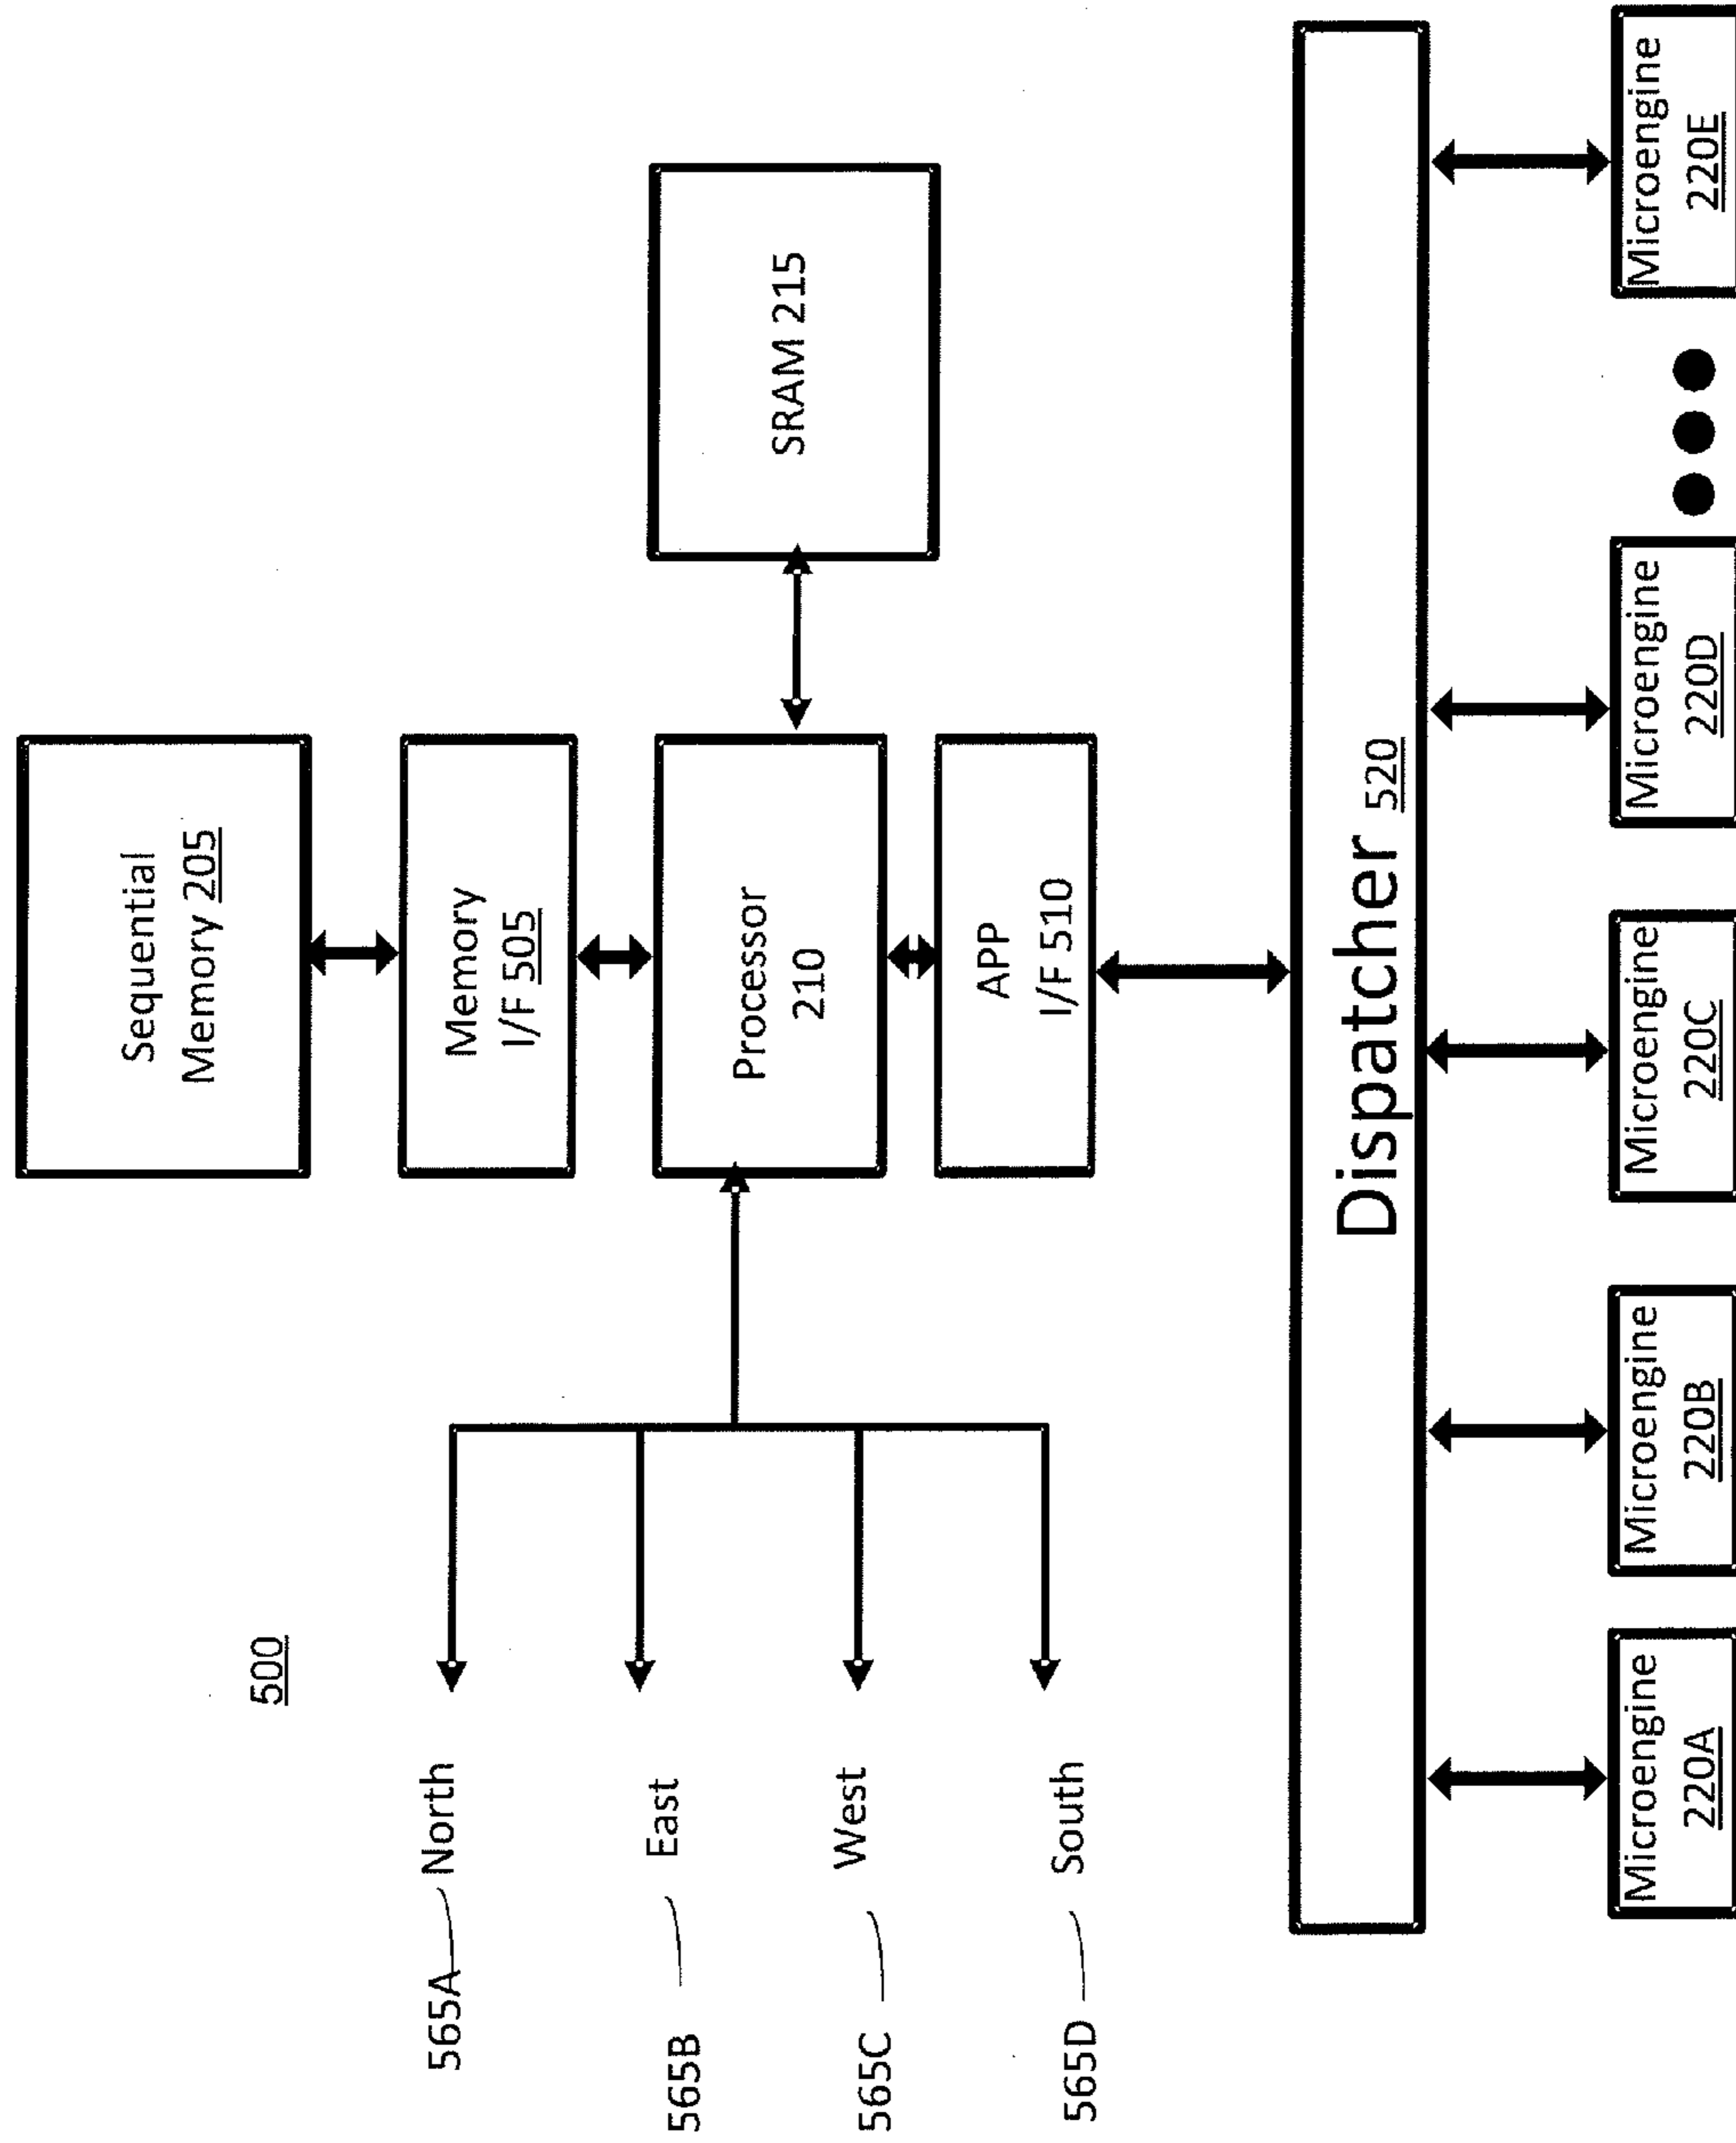 500
Sequential
Memory 205
Memory
I/F 505
Processor
210
SRAM 215
APP
I/F 510
565A
North
565B
East
565C
West
565D
South
Dispatcher 520
Microengine
220A
Microengine
220B
Microengine
220C
Microengine
220D
Microengine
220E